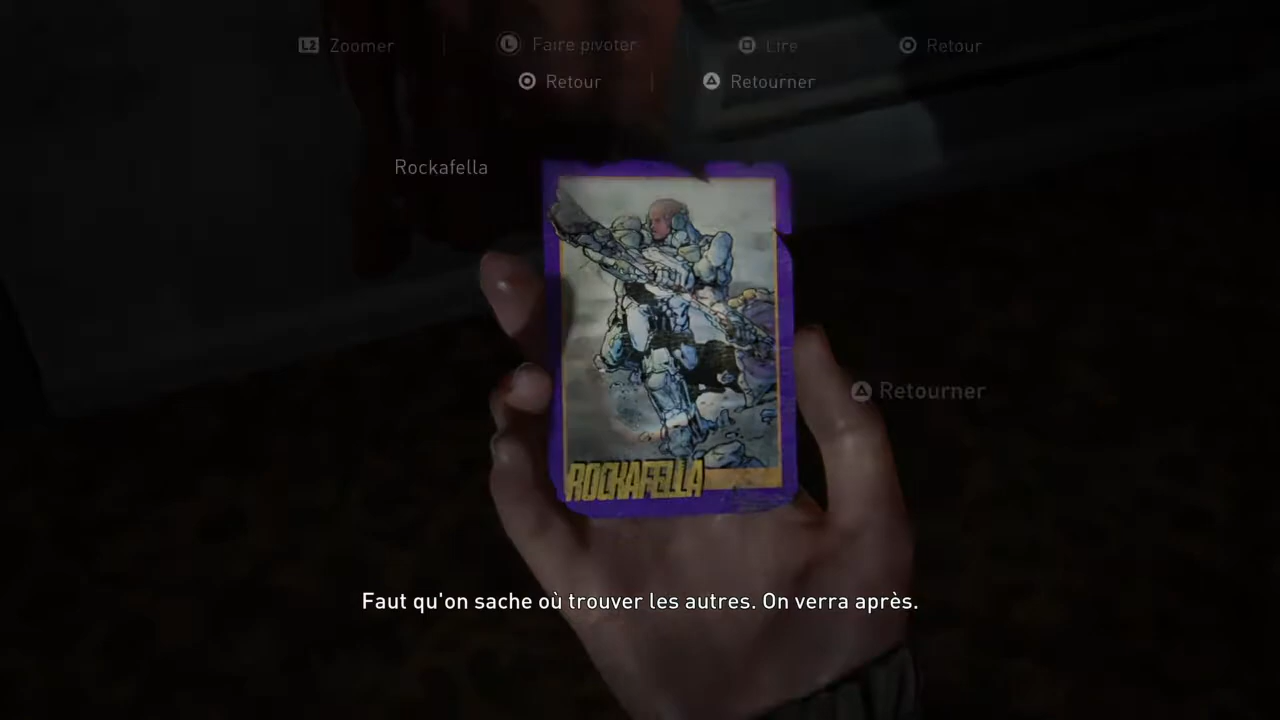 L2 Zoomer
L Faire pivoter
Lire
Retour
Retour
Retourner
Rockafella
Retourner
ROCKAFELLA
Faut qu'on sache où trouver les autres. On verra après.